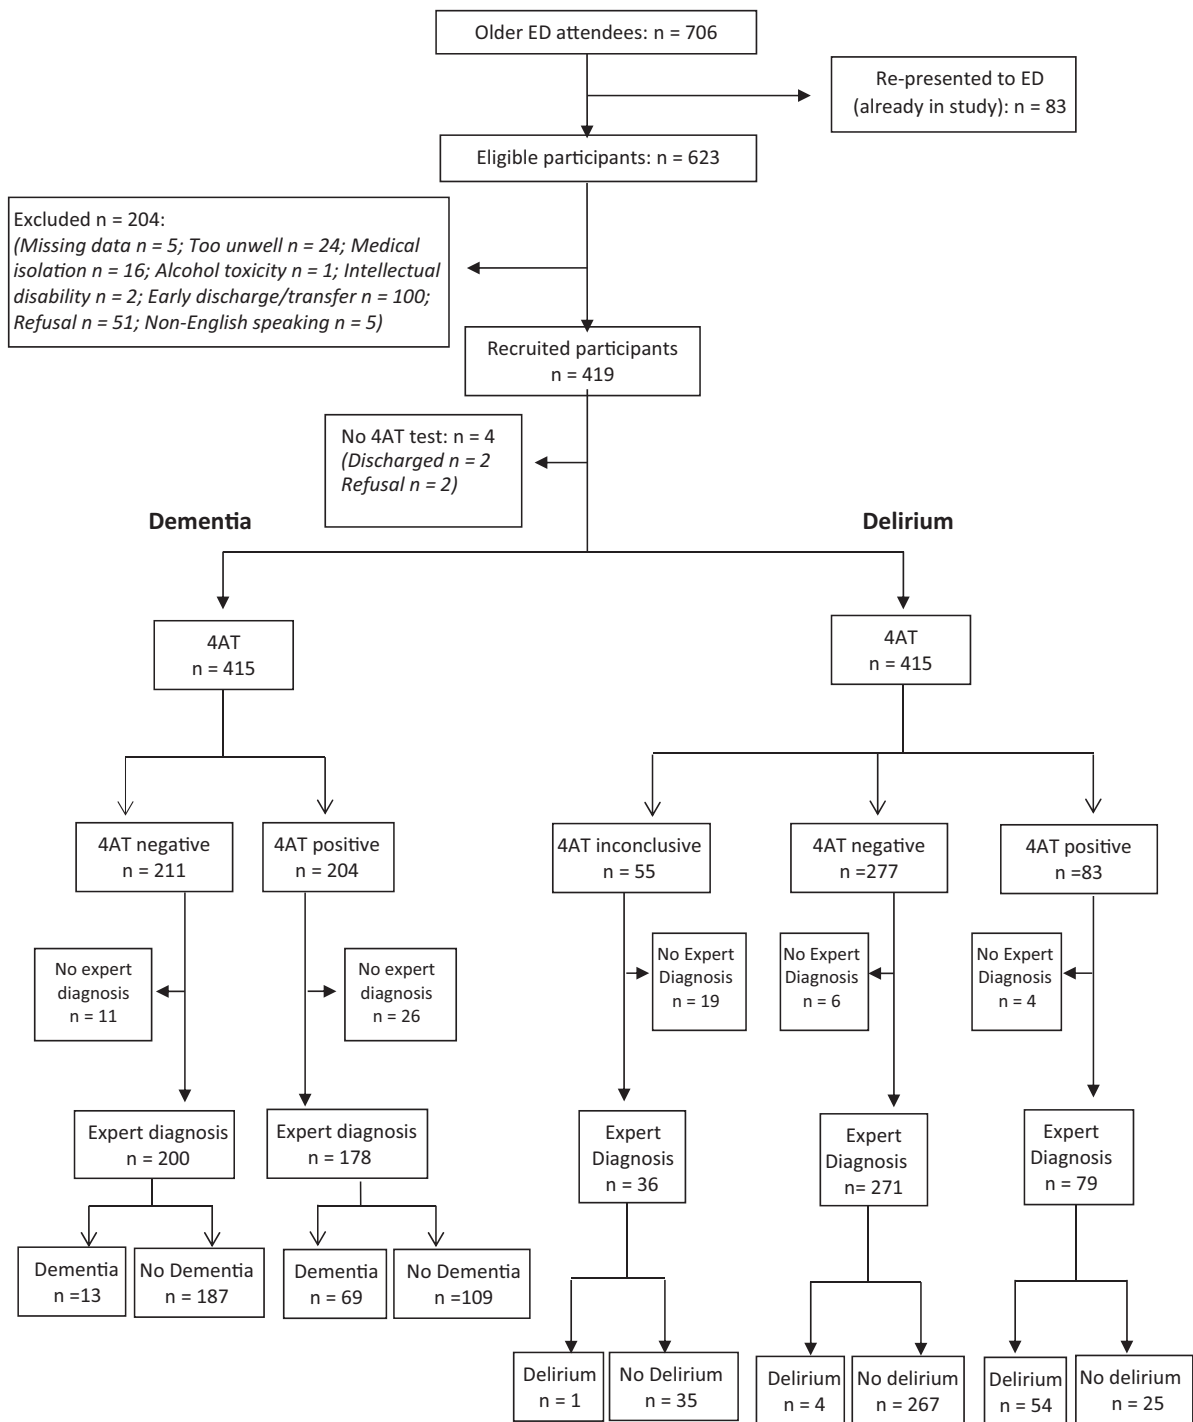 Older ED attendees: n = 706
Re-presented to ED
(already in study): n = 83
Eligible participants: n = 623
Excluded n = 204:
(Missing data n = 5; Too unwell n = 24; Medical
isolation n = 16; Alcohol toxicity n = 1; Intellectual
disability n = 2; Early discharge/transfer n = 100;
Refusal n = 51; Non-English speaking n = 5)
Recruited participants
n = 419
No 4AT test: n = 4
(Discharged n = 2
Refusal n = 2)
Dementia
Delirium
4AT
n = 415
4AT
n = 415
4AT negative
n = 211
4AT positive
n = 204
4AT inconclusive
n = 55
4AT negative
n =277
4AT positive
n =83
No expert
diagnosis
n = 11
No expert
diagnosis
n = 26
No Expert
Diagnosis
n = 19
No Expert
Diagnosis
n = 6
No Expert
Diagnosis
n = 4
Expert diagnosis
n = 200
Expert diagnosis
n = 178
Expert
Diagnosis
n = 36
Expert
Diagnosis
n= 271
Expert
Diagnosis
n = 79
Dementia
n =13
No Dementia
n = 187
Dementia
n = 69
No Dementia
n =109
Delirium
n = 1
No Delirium
n = 35
Delirium
n = 4
No delirium
n = 267
Delirium
n = 54
No delirium
n = 25